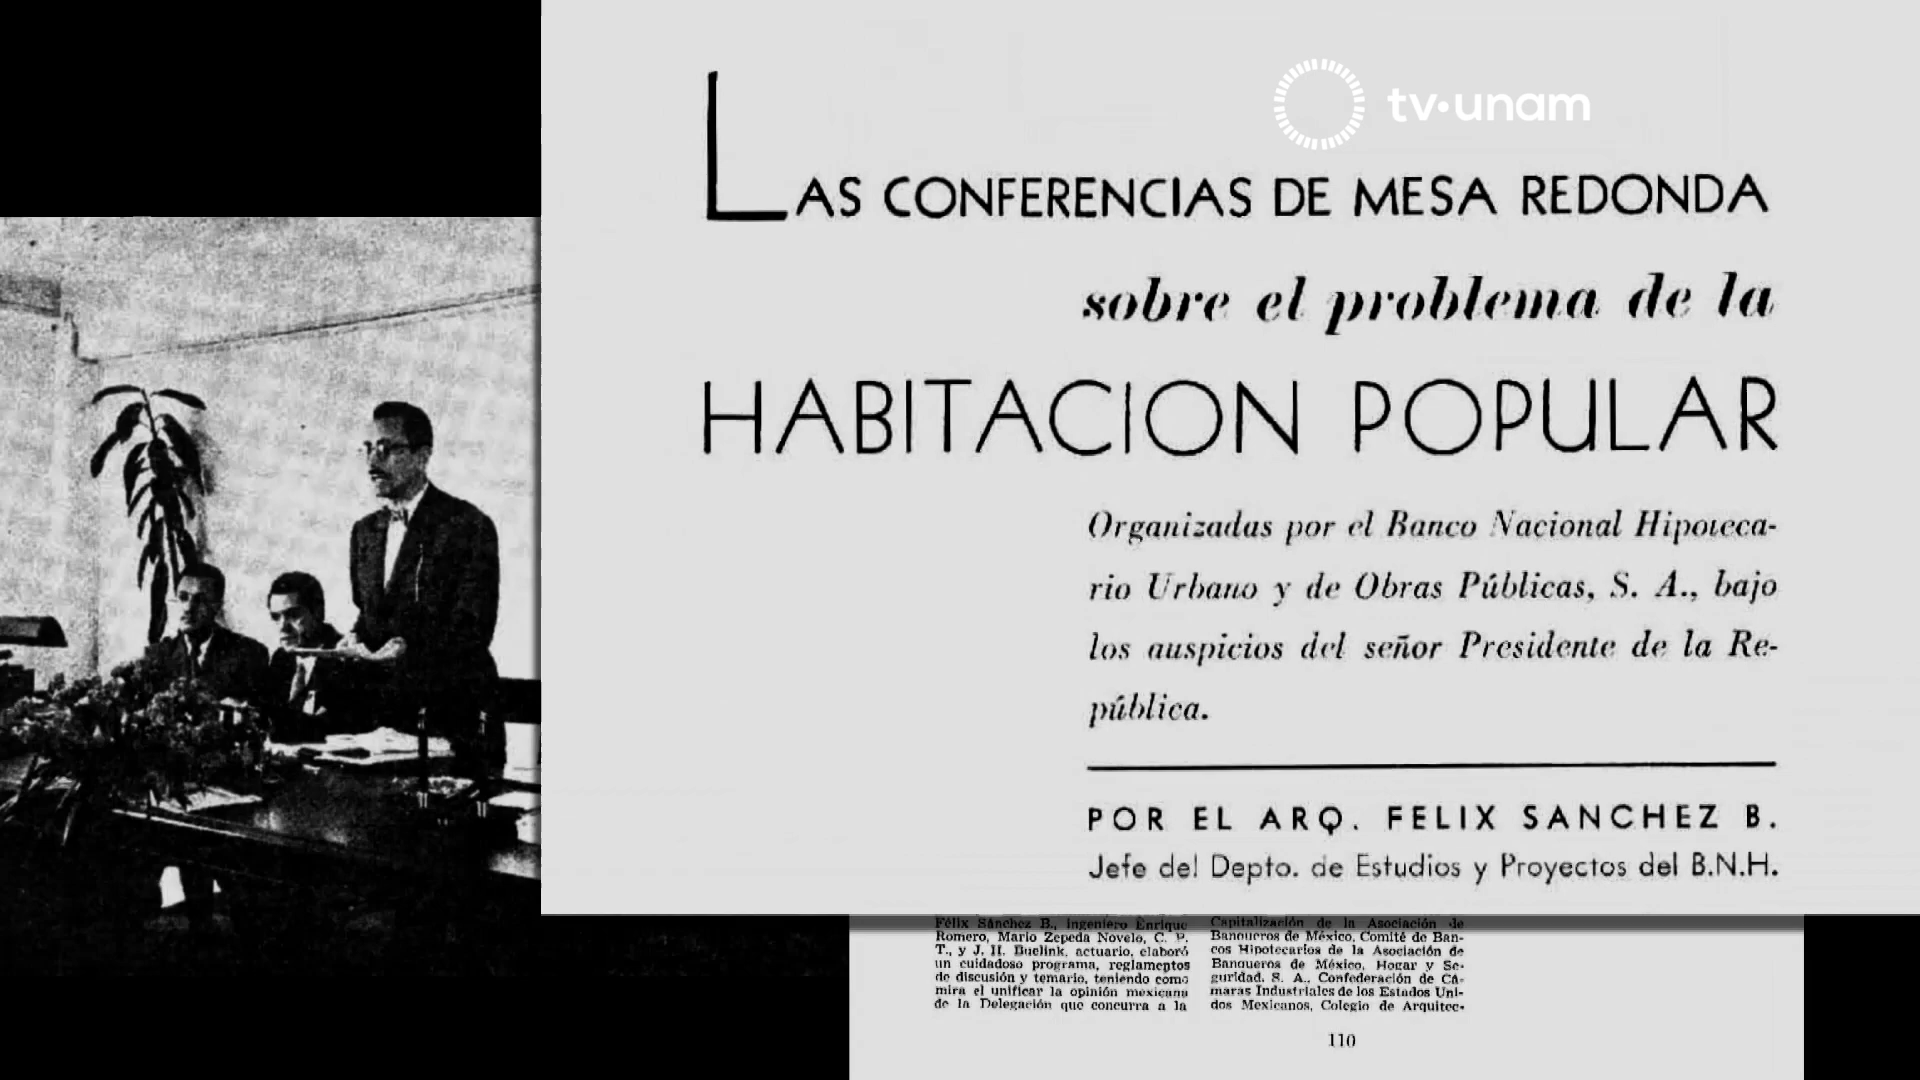 tv·unam
LAS CONFERENCIAS DE MESA REDONDA
sobre el problema de la
HABITACION POPULAR
Organizadas por el Banco Nacional Hipoteca-
rio Urbano y de Obras Públicas, S. A., bajo
los auspicios del señor Presidente de la Re-
pública.
POR EL ARQ. FELIX SANCHEZ B.
Jefe del Depto. de Estudios y Proyectos del B.N.H.
Félix Sánchez B., ingeniero Enrique
Romero, Mario Zepeda Novelo, C. P.
T., y J. H. Buelink, actuario, elaboró
un cuidadoso programa, reglamentos
de discusión y temario, teniendo como
mira el unificar la opinión mexicana
de la Delegación que concurra a la
Capitalización de la Asociación de
Banqueros de México, Comité de Ban-
cos Hipotecarios de la Asociación de
Banqueros de México, Hogar y Se-
guridad, S. A., Confederación de Cá-
maras Industriales de los Estados Uni-
dos Mexicanos, Colegio de Arquitec-
110